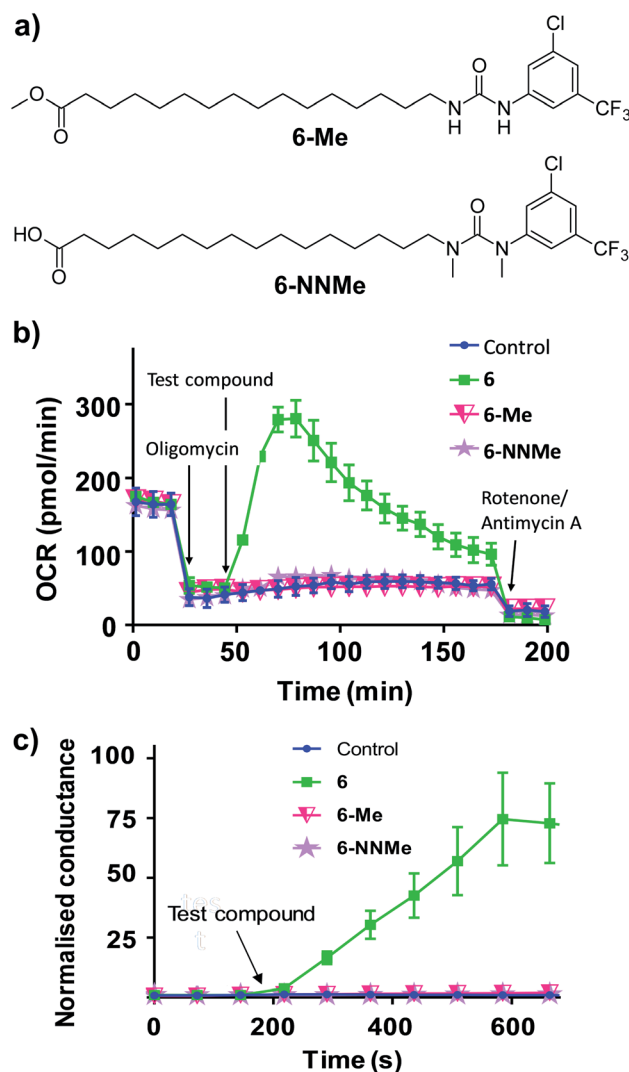 a)
Cl
O
O
O
N
H
N
H
CF3
6-Me
Cl
HO
O
O
N
N
CF3
6-NNMe
b)
Control
6
6-Me
6-NNMe
Test compound
Oligomycin
Rotenone/
Antimycin A
300
200
100
0
OCR (pmol/min)
0
50
100
150
200
Time (min)
c)
Control
6
6-Me
6-NNMe
100
75
50
25
Normalised conductance
tes
t
Test compound
0
200
400
600
Time (s)